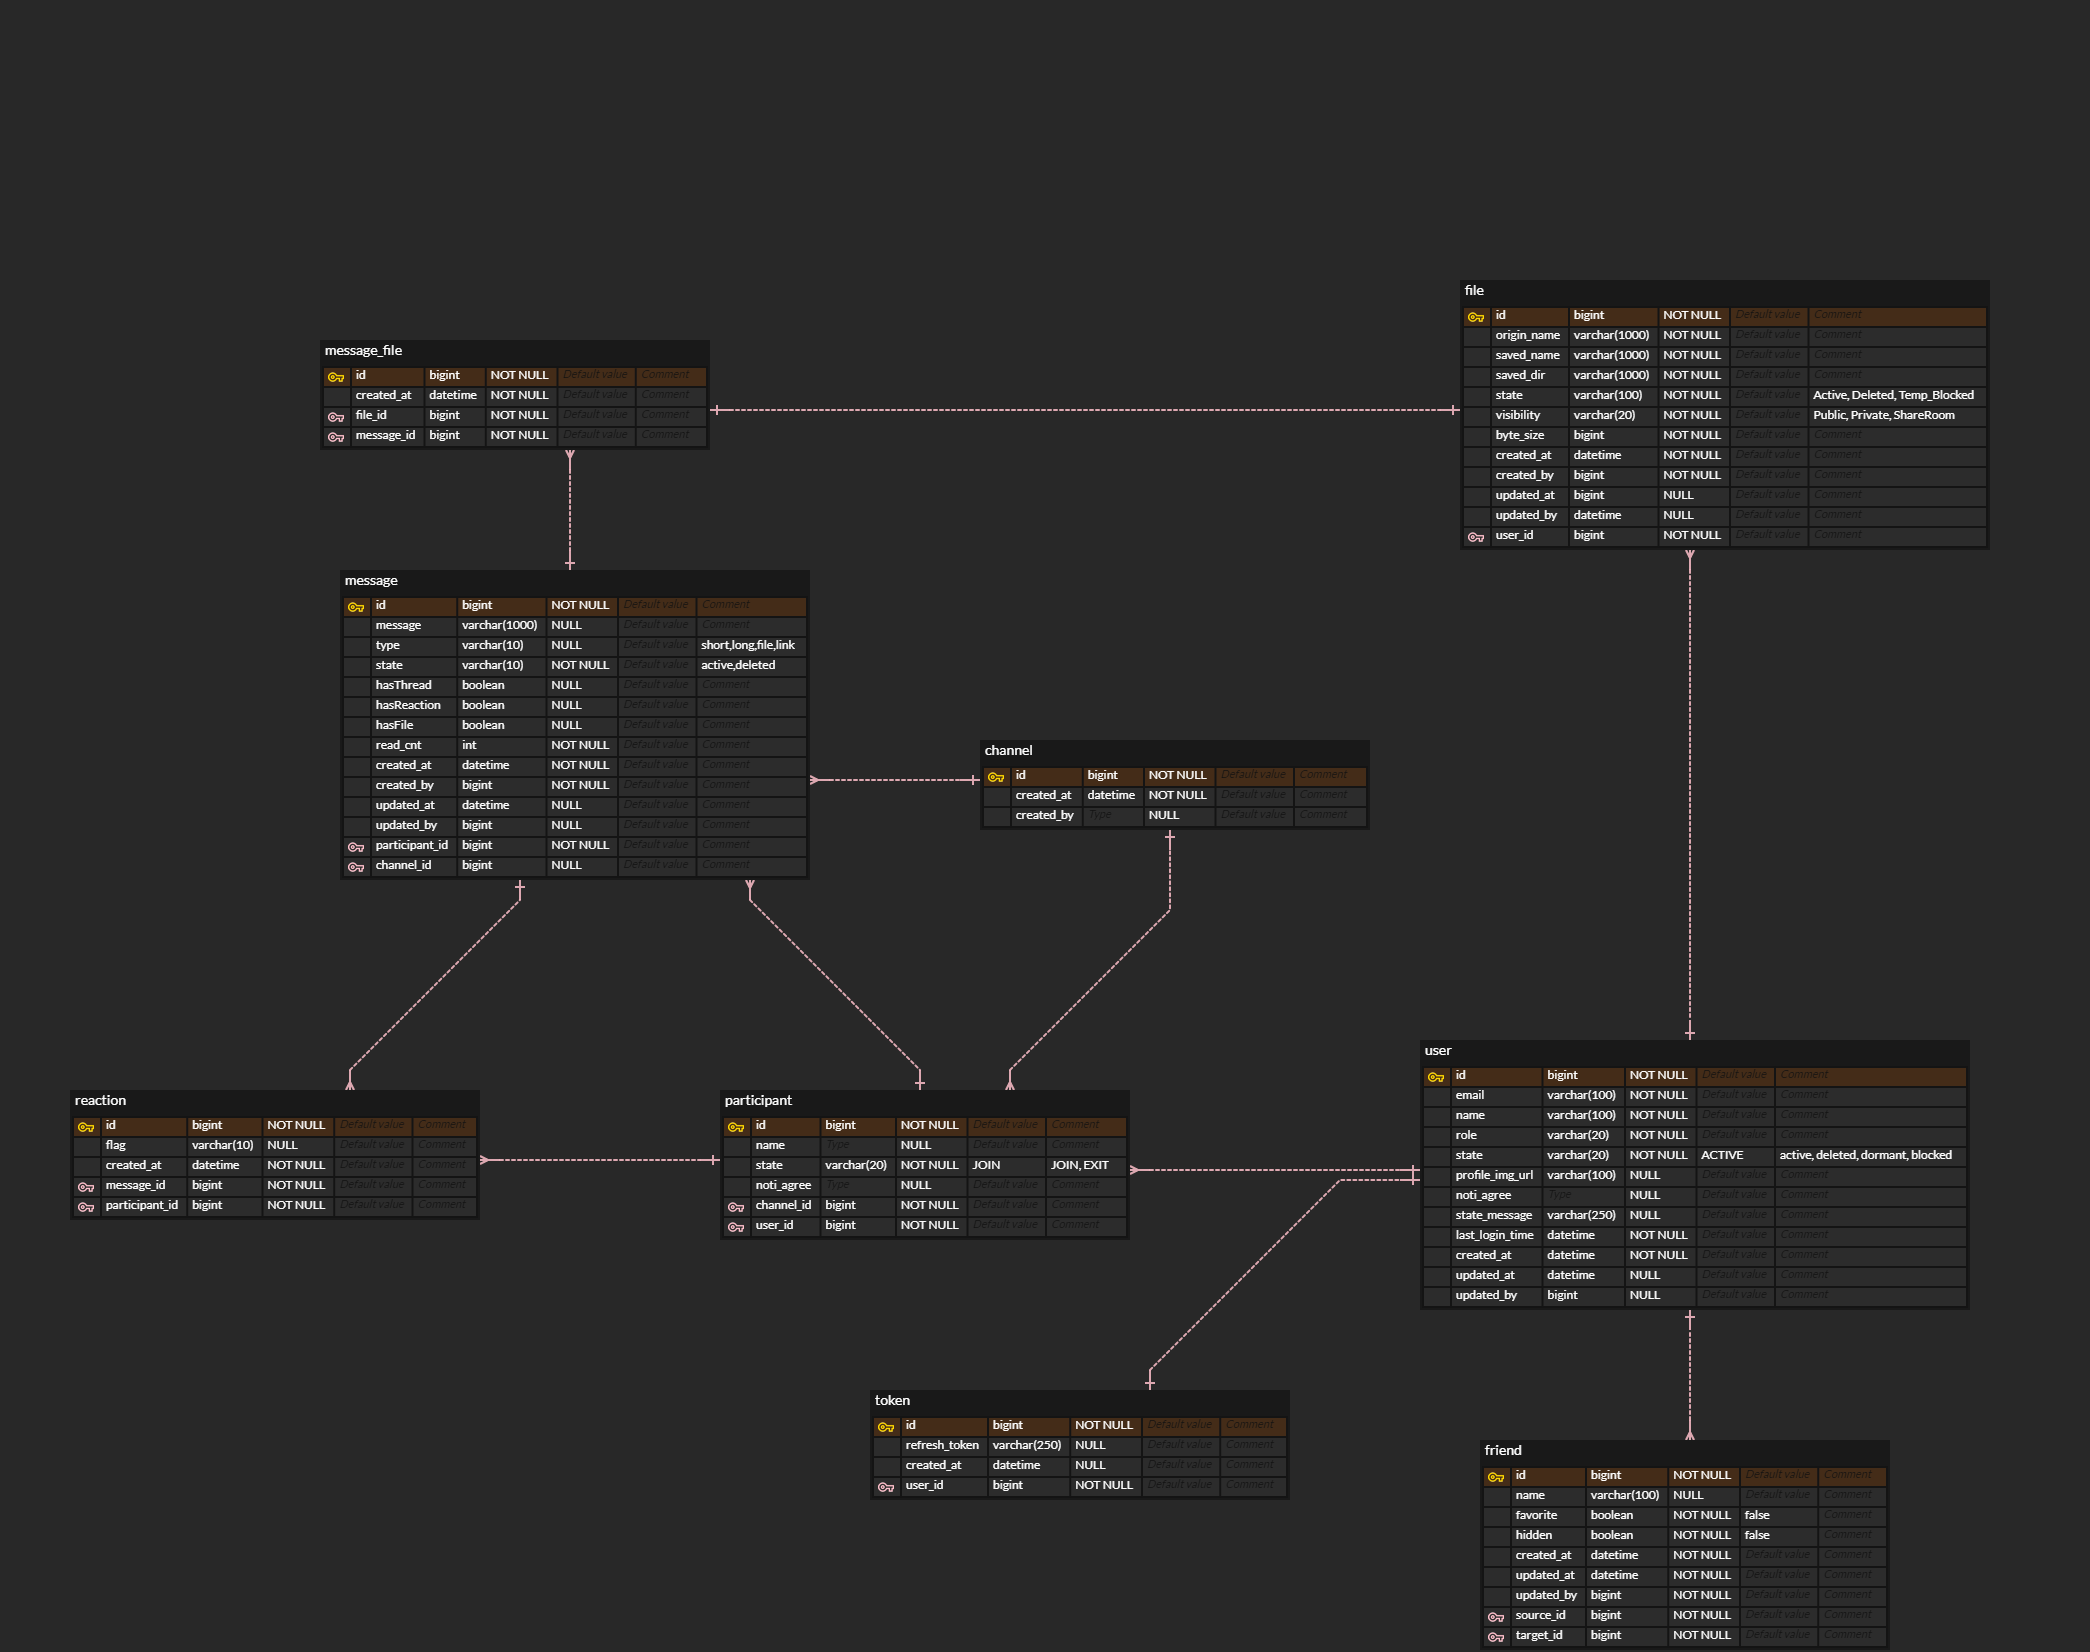 file
id bigint NOT NULL Default value Comment
origin_name varchar(1000) NOT NULL Default value Comment
saved_name varchar(1000) NOT NULL Default value Comment
saved_dir varchar(1000) NOT NULL Default value Comment
state varchar(100) NOT NULL Default value Active, Deleted, Temp_Blocked
visibility varchar(20) NOT NULL Default value Public, Private, ShareRoom
byte_size bigint NOT NULL Default value Comment
created_at datetime NOT NULL Default value Comment
created_by bigint NOT NULL Default value Comment
updated_at bigint NULL Default value Comment
updated_by datetime NULL Default value Comment
user_id bigint NOT NULL Default value Comment
message_file
id bigint NOT NULL Default value Comment
created_at datetime NOT NULL Default value Comment
file_id bigint NOT NULL Default value Comment
message_id bigint NOT NULL Default value Comment
message
id bigint NOT NULL Default value Comment
message varchar(1000) NULL Default value Comment
type varchar(10) NULL Default value short,long,file,link
state varchar(10) NOT NULL Default value active,deleted
hasThread boolean NULL Default value Comment
hasReaction boolean NULL Default value Comment
hasFile boolean NULL Default value Comment
read_cnt int NOT NULL Default value Comment
created_at datetime NOT NULL Default value Comment
created_by bigint NOT NULL Default value Comment
updated_at datetime NULL Default value Comment
updated_by bigint NULL Default value Comment
participant_id bigint NOT NULL Default value Comment
channel_id bigint NULL Default value Comment
channel
id bigint NOT NULL Default value Comment
created_at datetime NOT NULL Default value Comment
created_by Type NULL Default value Comment
reaction
id bigint NOT NULL Default value Comment
flag varchar(10) NULL Default value Comment
created_at datetime NOT NULL Default value Comment
message_id bigint NOT NULL Default value Comment
participant_id bigint NOT NULL Default value Comment
participant
id bigint NOT NULL Default value Comment
name Type NULL Default value Comment
state varchar(20) NOT NULL JOIN JOIN, EXIT
noti_agree Type NULL Default value Comment
channel_id bigint NOT NULL Default value Comment
user_id bigint NOT NULL Default value Comment
user
id bigint NOT NULL Default value Comment
email varchar(100) NOT NULL Default value Comment
name varchar(100) NOT NULL Default value Comment
role varchar(20) NOT NULL Default value Comment
state varchar(20) NOT NULL ACTIVE active, deleted, dormant, blocked
profile_img_url varchar(100) NULL Default value Comment
noti_agree Type NULL Default value Comment
state_message varchar(250) NULL Default value Comment
last_login_time datetime NOT NULL Default value Comment
created_at datetime NOT NULL Default value Comment
updated_at datetime NULL Default value Comment
updated_by bigint NULL Default value Comment
token
id bigint NOT NULL Default value Comment
refresh_token varchar(250) NULL Default value Comment
created_at datetime NULL Default value Comment
user_id bigint NOT NULL Default value Comment
friend
id bigint NOT NULL Default value Comment
name varchar(100) NULL Default value Comment
favorite boolean NOT NULL false Comment
hidden boolean NOT NULL false Comment
created_at datetime NOT NULL Default value Comment
updated_at datetime NOT NULL Default value Comment
updated_by bigint NOT NULL Default value Comment
source_id bigint NOT NULL Default value Comment
target_id bigint NOT NULL Default value Comment